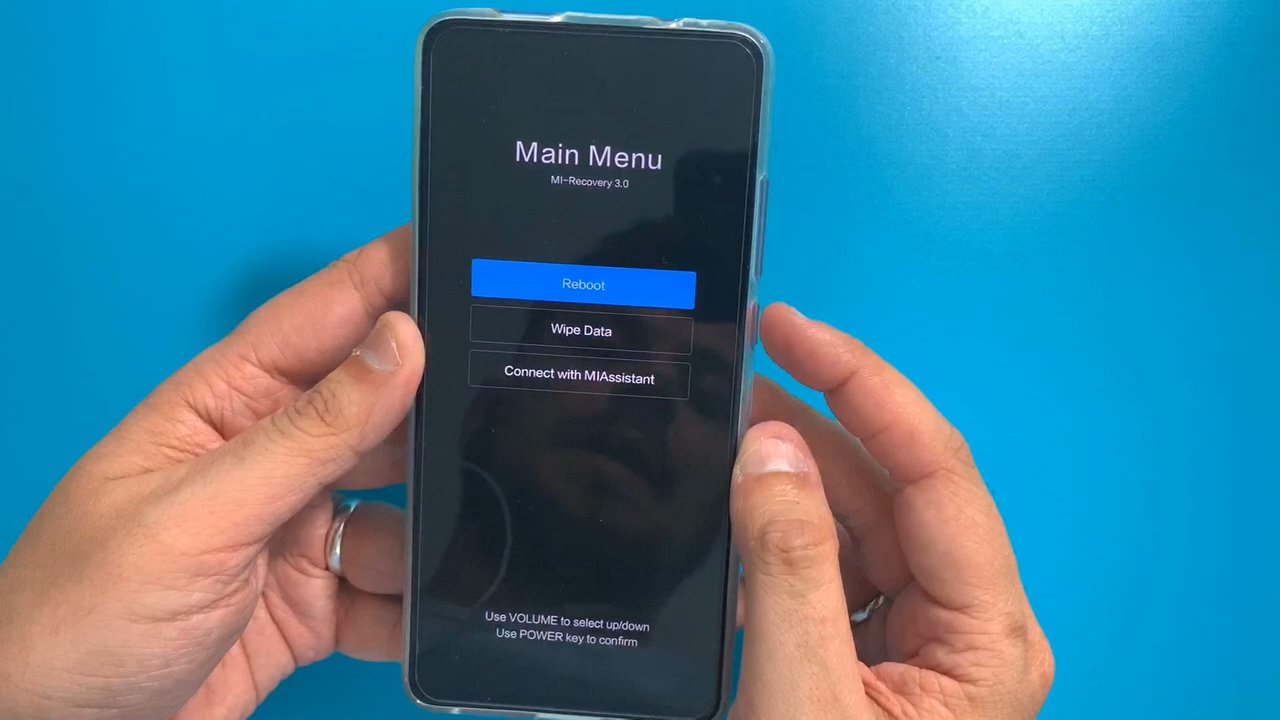 Main Menu
MI-Recovery 3.0
Reboot
Wipe Data
Connect with MIAssistant
Use VOLUME to select up/down
Use POWER key to confirm